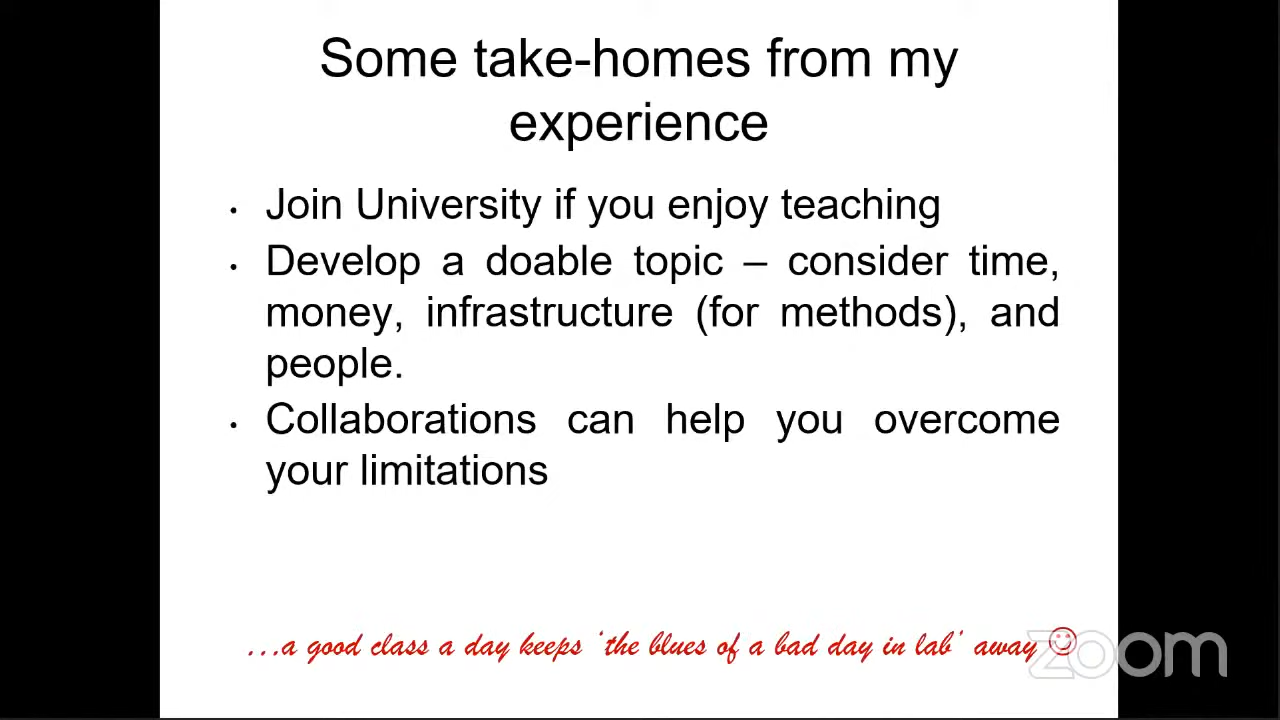 Some take-homes from my
experience
• Join University if you enjoy teaching
• Develop a doable topic – consider time,
money, infrastructure (for methods), and
people.
• Collaborations can help you overcome
your limitations
...a good class a day keeps 'the blues of a bad day in lab' away ☺
zoom